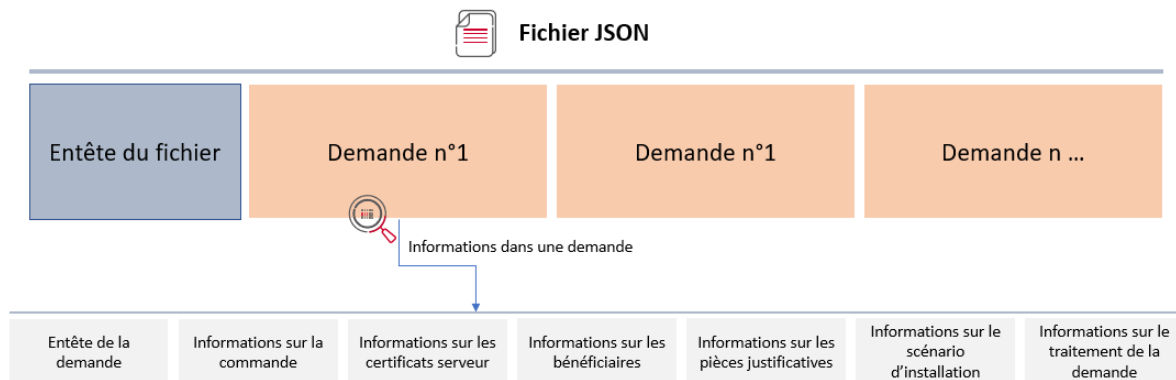 Fichier JSON
Entête du fichier
Demande n°1
Demande n°1
Demande n ...
Informations dans une demande
Entête de la
demande
Informations sur la
commande
Informations sur les
certificats serveur
Informations sur les
bénéficiaires
Informations sur les
pièces justificatives
Informations sur le
scénario
d’installation
Informations sur le
traitement de la
demande